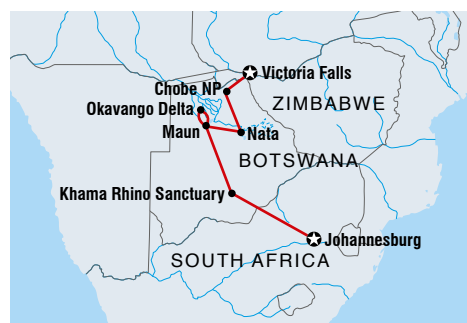 Victoria Falls
Chobe NP
ZIMBABWE
Okavango Delta
Maun
Nata
BOTSWANA
Khama Rhino Sanctuary
Johannesburg
SOUTH AFRICA